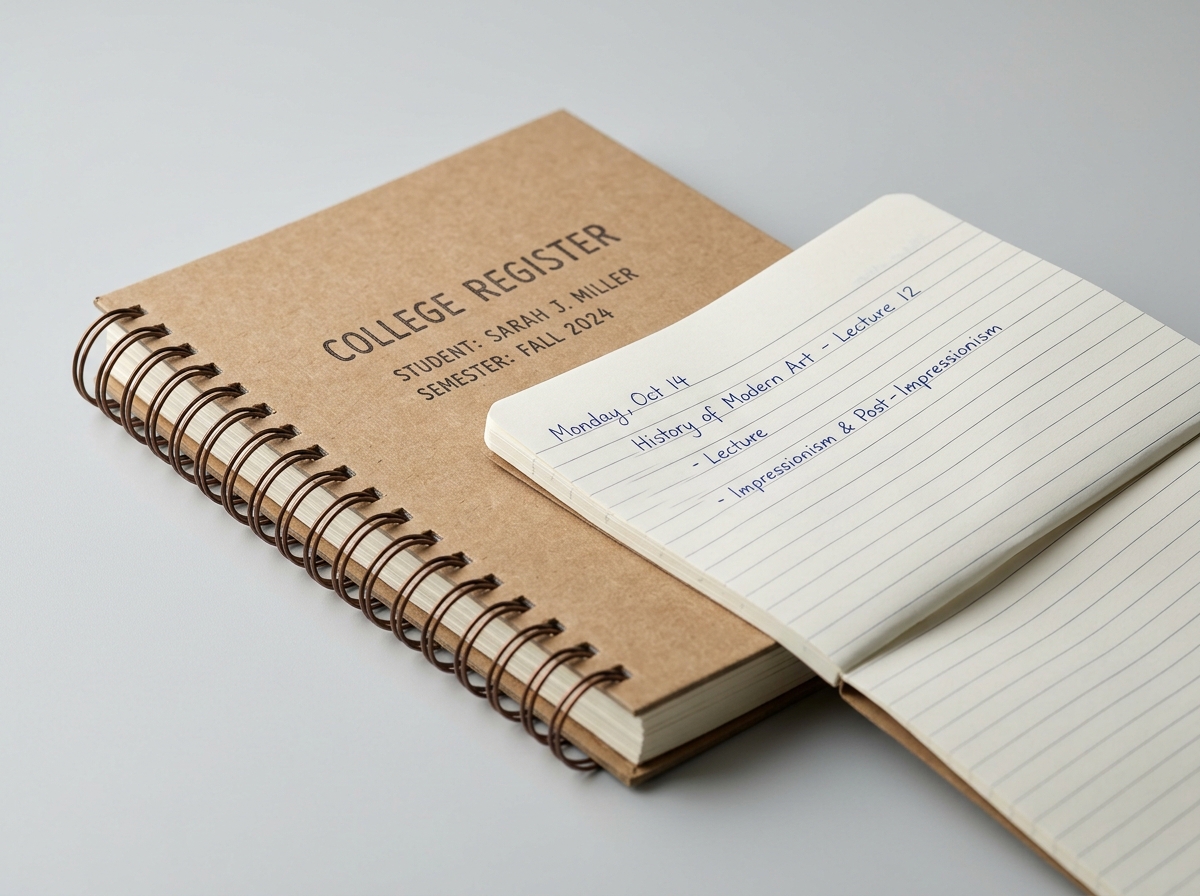 COLLEGE REGISTER
STUDENT: SARAH J. MILLER
SEMESTER: FALL 2024
Monday, Oct 14
History of Modern Art - Lecture 12
- Lecture
- Impressionism & Post-Impressionism